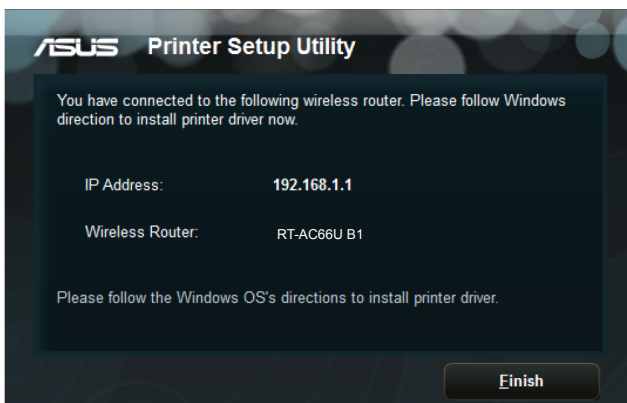 ASUS Printer Setup Utility
You have connected to the following wireless router. Please follow Windows
direction to install printer driver now.
IP Address: 192.168.1.1
Wireless Router: RT-AC66U B1
Please follow the Windows OS's directions to install printer driver.
Finish